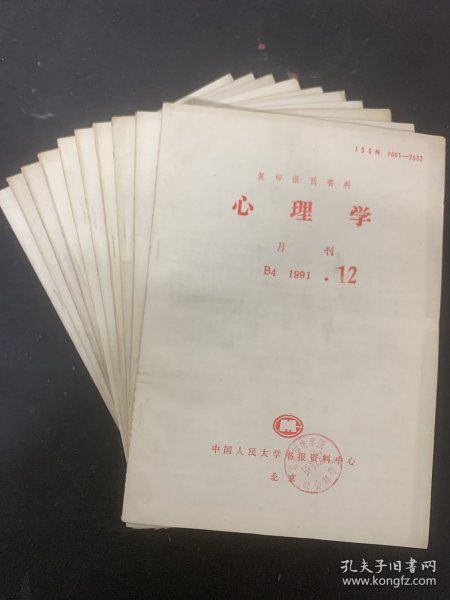 ISSN 1001—2632
复印报刊资料
心理学
月刊
B4 1991 .12
中国人民大学书报资料中心
北京
孔夫子旧书网
www.kongfz.com